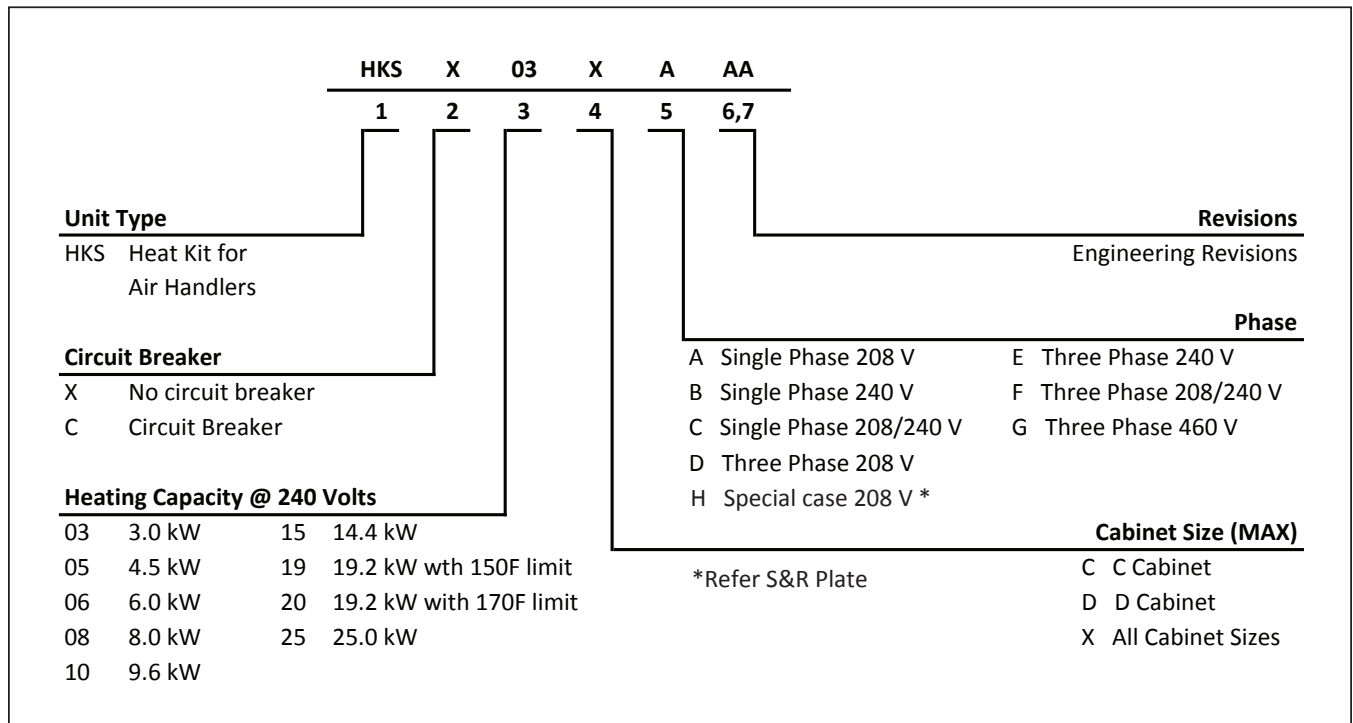 HKS X 03 X A AA
1 2 3 4 5 6,7
Unit Type
HKS Heat Kit for
Air Handlers
Circuit Breaker
X No circuit breaker
C Circuit Breaker
Heating Capacity @ 240 Volts
03 3.0 kW 15 14.4 kW
05 4.5 kW 19 19.2 kW wth 150F limit
06 6.0 kW 20 19.2 kW with 170F limit
08 8.0 kW 25 25.0 kW
10 9.6 kW
Revisions
Engineering Revisions
Phase
A Single Phase 208 V E Three Phase 240 V
B Single Phase 240 V F Three Phase 208/240 V
C Single Phase 208/240 V G Three Phase 460 V
D Three Phase 208 V
H Special case 208 V *
*Refer S&R Plate
Cabinet Size (MAX)
C C Cabinet
D D Cabinet
X All Cabinet Sizes